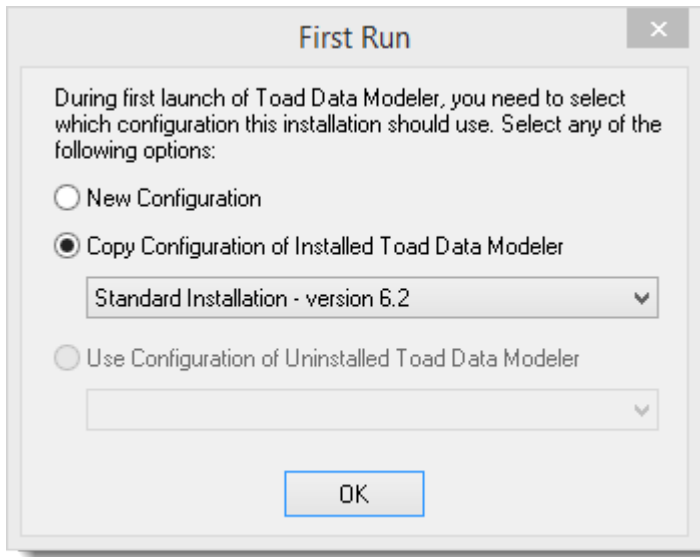 First Run
During first launch of Toad Data Modeler, you need to select
which configuration this installation should use. Select any of the
following options:
New Configuration
Copy Configuration of Installed Toad Data Modeler
Standard Installation - version 6.2
Use Configuration of Uninstalled Toad Data Modeler
OK